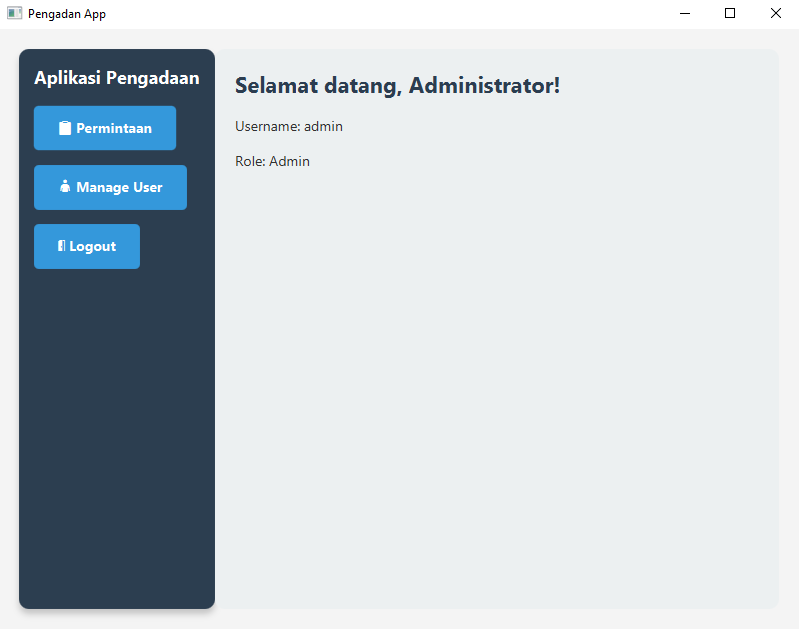 Pengadan App
Aplikasi Pengadaan
📋 Permintaan
Manage User
Logout
Selamat datang, Administrator!
Username: admin
Role: Admin